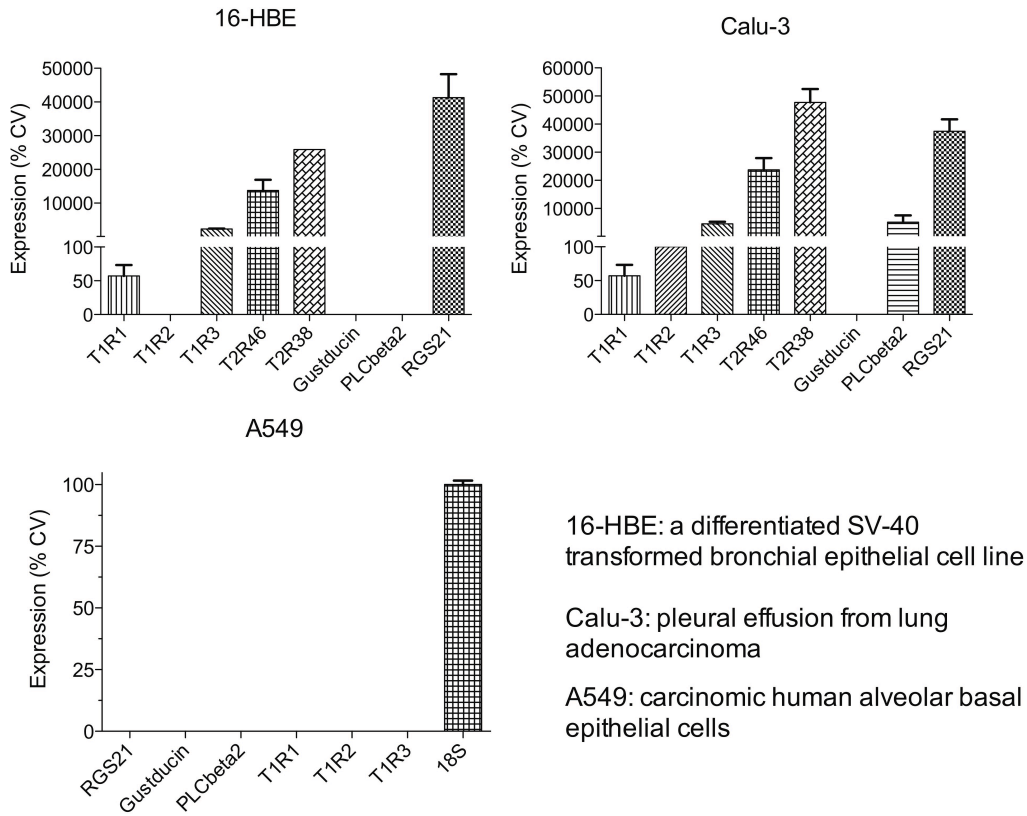 16-HBE
Expression (% CV)
50000
40000
30000
20000
10000
100
50
0
T1R1
T1R2
T1R3
T2R46
T2R38
Gustducin
PLCbeta2
RGS21
Calu-3
Expression (% CV)
60000
50000
40000
30000
20000
10000
100
50
0
T1R1
T1R2
T1R3
T2R46
T2R38
Gustducin
PLCbeta2
RGS21
A549
Expression (% CV)
100
75
50
25
0
RGS21
Gustducin
PLCbeta2
T1R1
T1R2
T1R3
18S
16-HBE: a differentiated SV-40
transformed bronchial epithelial cell line
Calu-3: pleural effusion from lung
adenocarcinoma
A549: carcinomic human alveolar basal
epithelial cells